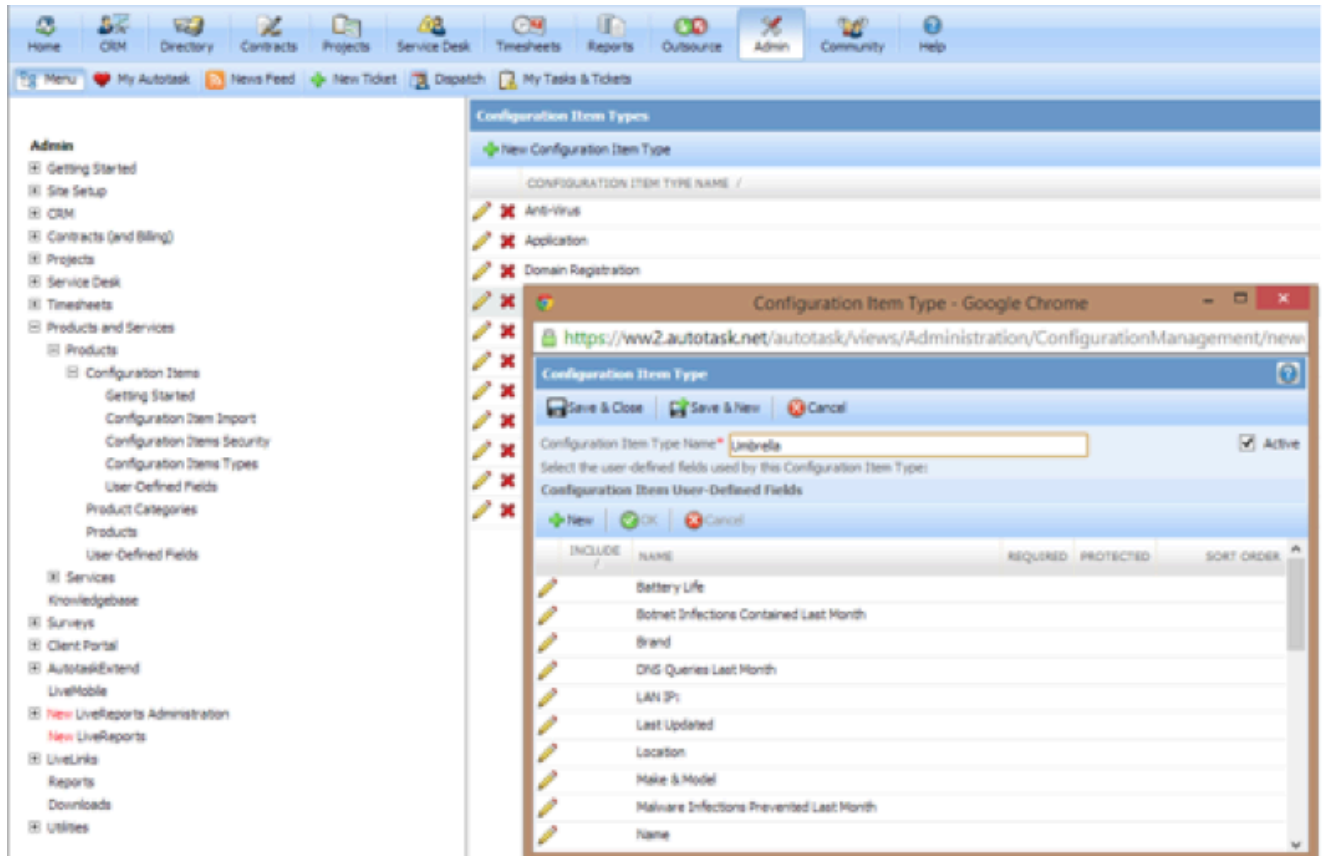 Home CRM Directory Contracts Projects Service Desk Timesheets Reports Outsource Admin Community Help
Menu My Autotask News Feed New Ticket Dispatch My Tasks & Tickets
Admin
Getting Started
Site Setup
CRM
Contracts (and Billing)
Projects
Service Desk
Timesheets
Products and Services
Products
Configuration Items
Getting Started
Configuration Item Import
Configuration Items Security
Configuration Items Types
User-Defined Fields
Product Categories
Products
User-Defined Fields
Services
Knowledgebase
Surveys
Client Portal
AutotaskExtend
LiveMobile
New LiveReports Administration
New LiveReports
LiveLinks
Reports
Downloads
Utilities
Configuration Item Types
New Configuration Item Type
CONFIGURATION ITEM TYPE NAME /
Anti-Virus
Application
Domain Registration
Configuration Item Type - Google Chrome
https://ww2.autotask.net/autotask/views/Administration/ConfigurationManagement/new
Configuration Item Type
Save & Close Save & New Cancel
Configuration Item Type Name* Umbrella Active
Select the user-defined fields used by this Configuration Item Type:
Configuration Item User-Defined Fields
New OK Cancel
INCLUDE / NAME REQUIRED PROTECTED SORT ORDER
Battery Life
Botnet Infections Contained Last Month
Brand
DNS Queries Last Month
LAN IP:
Last Updated
Location
Make & Model
Malware Infections Prevented Last Month
Name